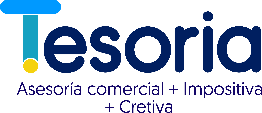 Tesoria
Asesoría comercial + Impositiva
+ Cretiva